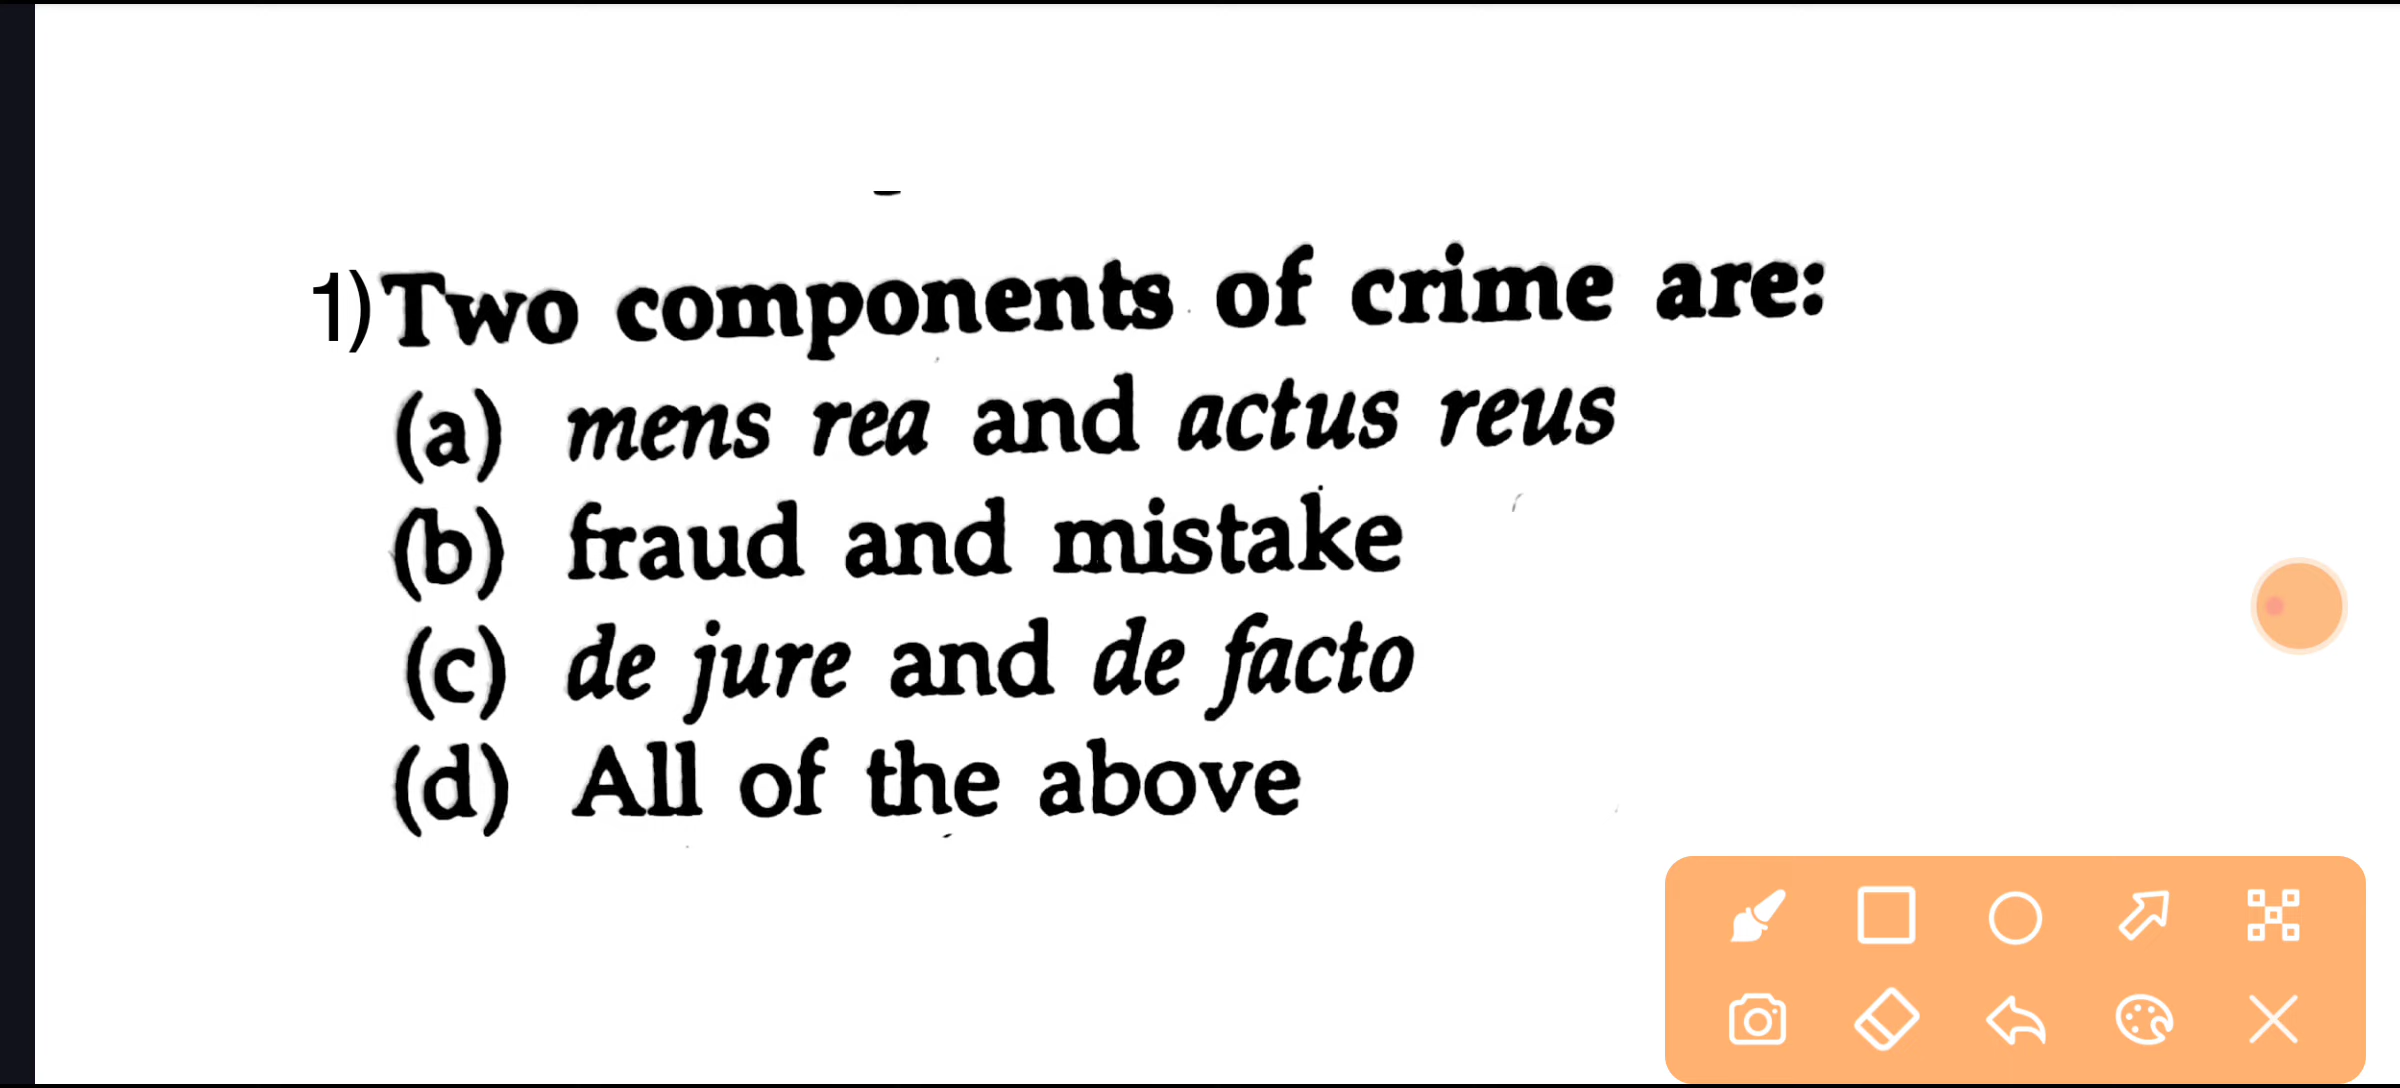 1) Two components of crime are:
(a) mens rea and actus reus
(b) fraud and mistake
(c) de jure and de facto
(d) All of the above